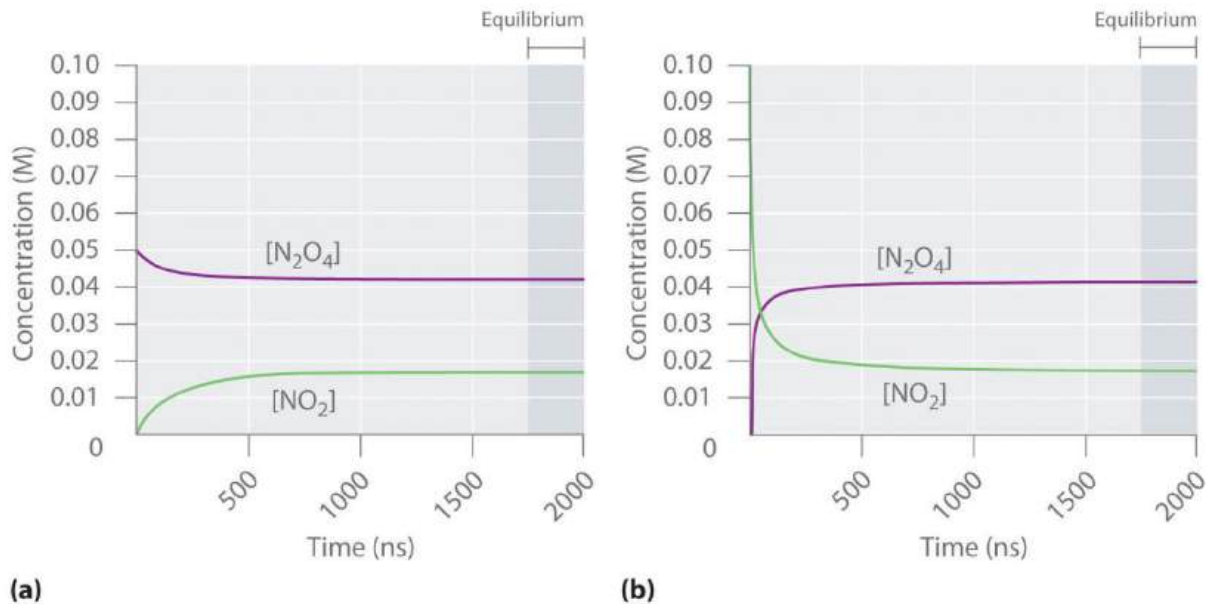 Equilibrium
0.10
0.09
0.08
0.07
0.06
0.05
0.04
0.03
0.02
0.01
0
Concentration (M)
[N₂O₄]
[NO₂]
500
1000
1500
2000
Time (ns)
(a)
Equilibrium
0.10
0.09
0.08
0.07
0.06
0.05
0.04
0.03
0.02
0.01
0
Concentration (M)
[N₂O₄]
[NO₂]
500
1000
1500
2000
Time (ns)
(b)